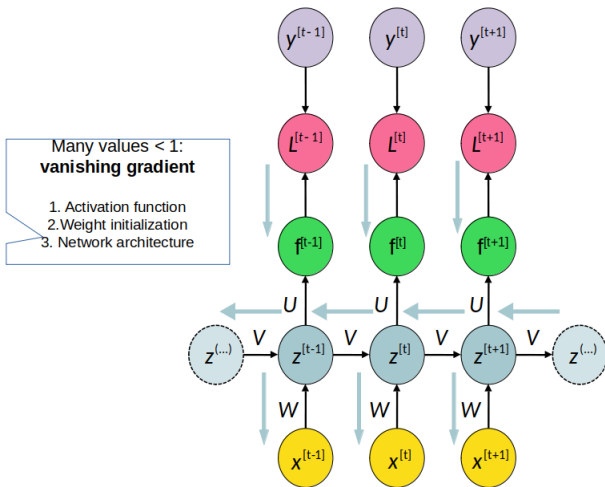 y[t-1] y[t] y[t+1]
Many values < 1:
vanishing gradient
1. Activation function
2.Weight initialization
3. Network architecture
L[t-1] L[t] L[t+1]
f[t-1] f[t] f[t+1]
U U U
V V V V
z(...) z[t-1] z[t] z[t+1] z(...)
W W W
x[t-1] x[t] x[t+1]